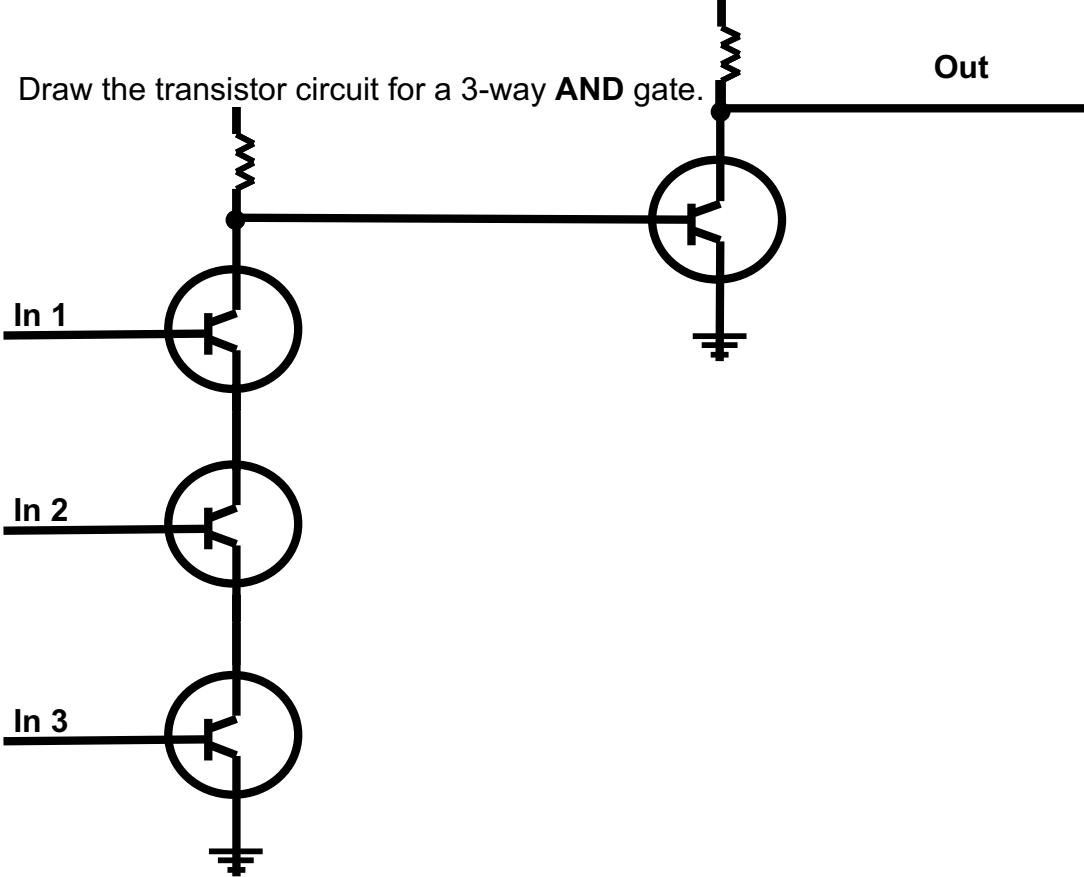 Out
Draw the transistor circuit for a 3-way AND gate.
In 1
In 2
In 3